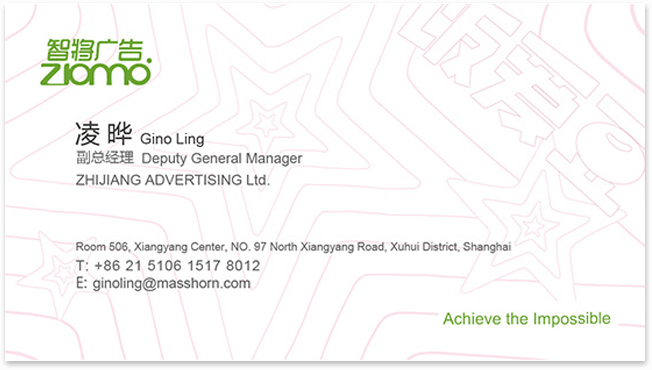 智将广告
ziamo.
凌晔 Gino Ling
副总经理 Deputy General Manager
ZHIJIANG ADVERTISING Ltd.
Room 506, Xiangyang Center, NO. 97 North Xiangyang Road, Xuhui District, Shanghai
T: +86 21 5106 1517 8012
E: ginoling@masshorn.com
Achieve the Impossible